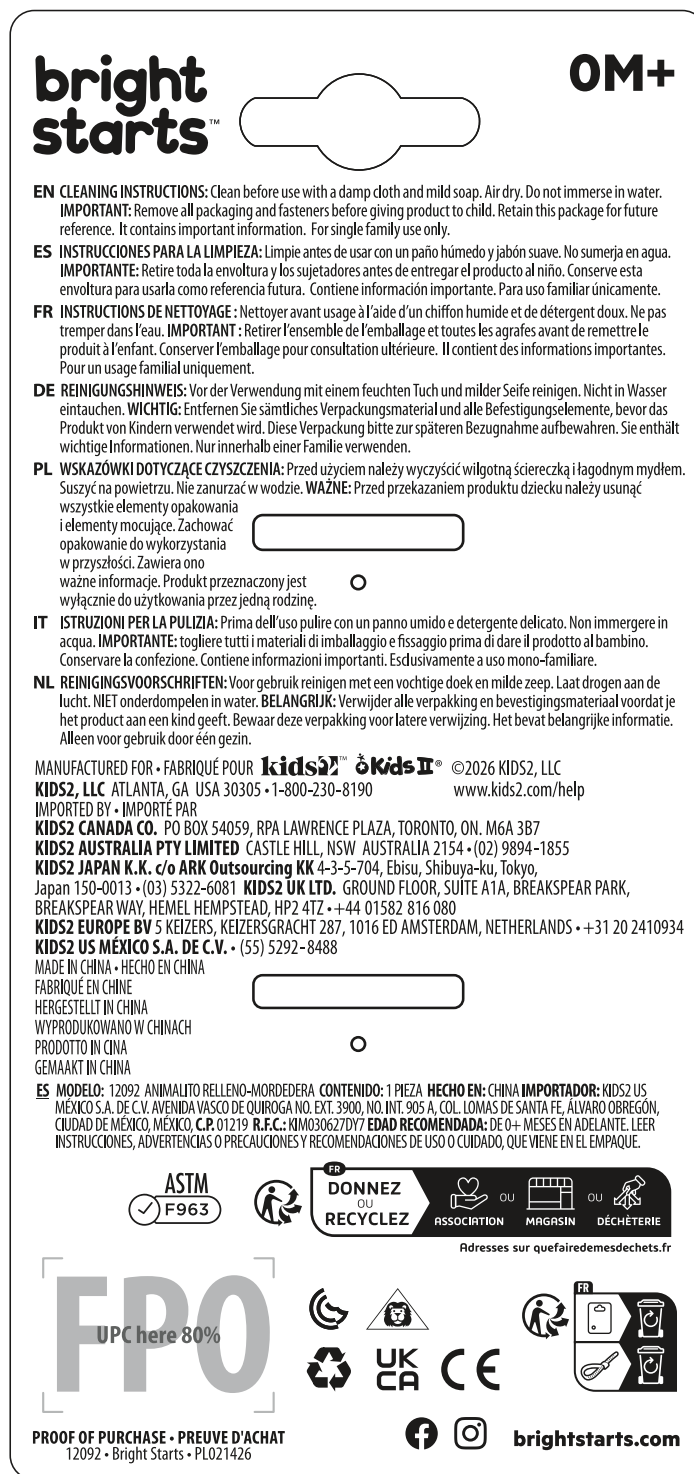 bright
starts™
0M+
EN CLEANING INSTRUCTIONS: Clean before use with a damp cloth and mild soap. Air dry. Do not immerse in water.
IMPORTANT: Remove all packaging and fasteners before giving product to child. Retain this package for future
reference. It contains important information. For single family use only.
ES INSTRUCCIONES PARA LA LIMPIEZA: Limpie antes de usar con un paño húmedo y jabón suave. No sumerja en agua.
IMPORTANTE: Retire toda la envoltura y los sujetadores antes de entregar el producto al niño. Conserve esta
envoltura para usarla como referencia futura. Contiene información importante. Para uso familiar únicamente.
FR INSTRUCTIONS DE NETTOYAGE : Nettoyer avant usage à l'aide d'un chiffon humide et de détergent doux. Ne pas
tremper dans l'eau. IMPORTANT : Retirer l'ensemble de l'emballage et toutes les agrafes avant de remettre le
produit à l'enfant. Conserver l'emballage pour consultation ultérieure. Il contient des informations importantes.
Pour un usage familial uniquement.
DE REINIGUNGSHINWEIS: Vor der Verwendung mit einem feuchten Tuch und milder Seife reinigen. Nicht in Wasser
eintauchen. WICHTIG: Entfernen Sie sämtliches Verpackungsmaterial und alle Befestigungselemente, bevor das
Produkt von Kindern verwendet wird. Diese Verpackung bitte zur späteren Bezugnahme aufbewahren. Sie enthält
wichtige Informationen. Nur innerhalb einer Familie verwenden.
PL WSKAZÓWKI DOTYCZĄCE CZYSZCZENIA: Przed użyciem należy wyczyścić wilgotną ściereczką i łagodnym mydłem.
Suszyć na powietrzu. Nie zanurzać w wodzie. WAŻNE: Przed przekazaniem produktu dziecku należy usunąć
wszystkie elementy opakowania
i elementy mocujące. Zachować
opakowanie do wykorzystania
w przyszłości. Zawiera ono
ważne informacje. Produkt przeznaczony jest
wyłącznie do użytkowania przez jedną rodzinę.
IT ISTRUZIONI PER LA PULIZIA: Prima dell'uso pulire con un panno umido e detergente delicato. Non immergere in
acqua. IMPORTANTE: togliere tutti i materiali di imballaggio e fissaggio prima di dare il prodotto al bambino.
Conservare la confezione. Contiene informazioni importanti. Esclusivamente a uso mono-familiare.
NL REINIGINGSVOORSCHRIFTEN: Voor gebruik reinigen met een vochtige doek en milde zeep. Laat drogen aan de
lucht. NIET onderdompelen in water. BELANGRIJK: Verwijder alle verpakking en bevestigingsmateriaal voordat je
het product aan een kind geeft. Bewaar deze verpakking voor latere verwijzing. Het bevat belangrijke informatie.
Alleen voor gebruik door één gezin.
MANUFACTURED FOR • FABRIQUÉ POUR kids2™ Kids II® ©2026 KIDS2, LLC
KIDS2, LLC ATLANTA, GA USA 30305 • 1-800-230-8190 www.kids2.com/help
IMPORTED BY • IMPORTÉ PAR
KIDS2 CANADA CO. PO BOX 54059, RPA LAWRENCE PLAZA, TORONTO, ON. M6A 3B7
KIDS2 AUSTRALIA PTY LIMITED CASTLE HILL, NSW AUSTRALIA 2154 • (02) 9894-1855
KIDS2 JAPAN K.K. c/o ARK Outsourcing KK 4-3-5-704, Ebisu, Shibuya-ku, Tokyo,
Japan 150-0013 • (03) 5322-6081 KIDS2 UK LTD. GROUND FLOOR, SUITE A1A, BREAKSPEAR PARK,
BREAKSPEAR WAY, HEMEL HEMPSTEAD, HP2 4TZ • +44 01582 816 080
KIDS2 EUROPE BV 5 KEIZERS, KEIZERSGRACHT 287, 1016 ED AMSTERDAM, NETHERLANDS • +31 20 2410934
KIDS2 US MÉXICO S.A. DE C.V. • (55) 5292-8488
MADE IN CHINA • HECHO EN CHINA
FABRIQUÉ EN CHINE
HERGESTELLT IN CHINA
WYPRODUKOWANO W CHINACH
PRODOTTO IN CINA
GEMAAKT IN CHINA
ES MODELO: 12092 ANIMALITO RELLENO-MORDEDERA CONTENIDO: 1 PIEZA HECHO EN: CHINA IMPORTADOR: KIDS2 US
MÉXICO S.A. DE C.V. AVENIDA VASCO DE QUIROGA NO. EXT. 3900, NO. INT. 905 A, COL. LOMAS DE SANTA FE, ÁLVARO OBREGÓN,
CIUDAD DE MÉXICO, MÉXICO, C.P. 01219 R.F.C.: KIM030627DY7 EDAD RECOMENDADA: DE 0+ MESES EN ADELANTE. LEER
INSTRUCCIONES, ADVERTENCIAS O PRECAUCIONES Y RECOMENDACIONES DE USO O CUIDADO, QUE VIENE EN EL EMPAQUE.
ASTM
F963
FR
DONNEZ
OU
RECYCLEZ
ASSOCIATION OU MAGASIN OU DÉCHÈTERIE
Adresses sur quefairedemesdechets.fr
FPO
UPC here 80%
UK
CA
CE
FR
PROOF OF PURCHASE • PREUVE D'ACHAT
12092 • Bright Starts • PL021426
brightstarts.com